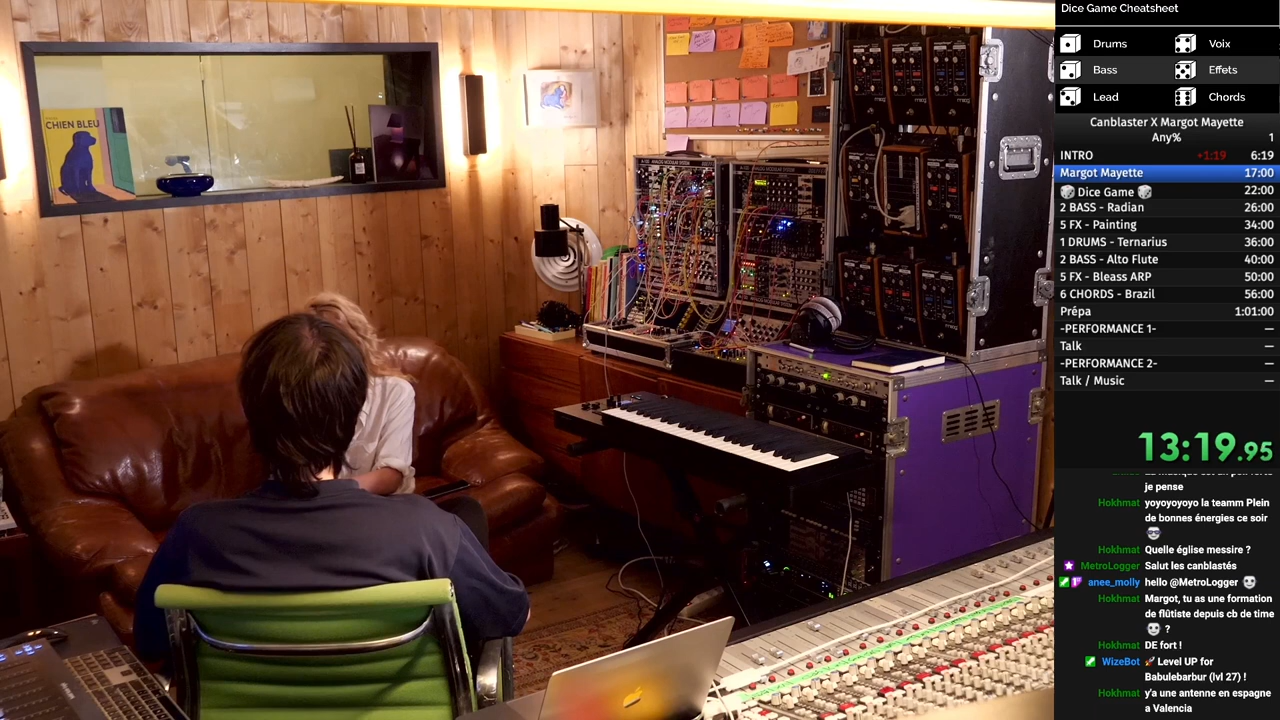 Dice Game Cheatsheet
Drums
Voix
Bass
Effets
Lead
Chords
Canblaster X Margot Mayette
Any% 1
INTRO +1:19 6:19
Margot Mayette 17:00
🎲 Dice Game 🎲 22:00
2 BASS - Radian 26:00
5 FX - Painting 34:00
1 DRUMS - Ternarius 36:00
2 BASS - Alto Flute 40:00
5 FX - Bleass ARP 50:00
6 CHORDS - Brazil 56:00
Prépa 1:01:00
-PERFORMANCE 1- —
Talk —
-PERFORMANCE 2- —
Talk / Music —
13:19.95
je pense
Hokhmat yoyoyoyoyo la teamm Plein
de bonnes énergies ce soir
Hokhmat Quelle église messire ?
MetroLogger Salut les canblastés
anee_molly hello @MetroLogger
Hokhmat Margot, tu as une formation
de flûtiste depuis cb de time
?
Hokhmat DE fort !
WizeBot 🚀 Level UP for
Babulebarbur (lvl 27) !
Hokhmat y'a une antenne en espagne
a Valencia
CHIEN BLEU